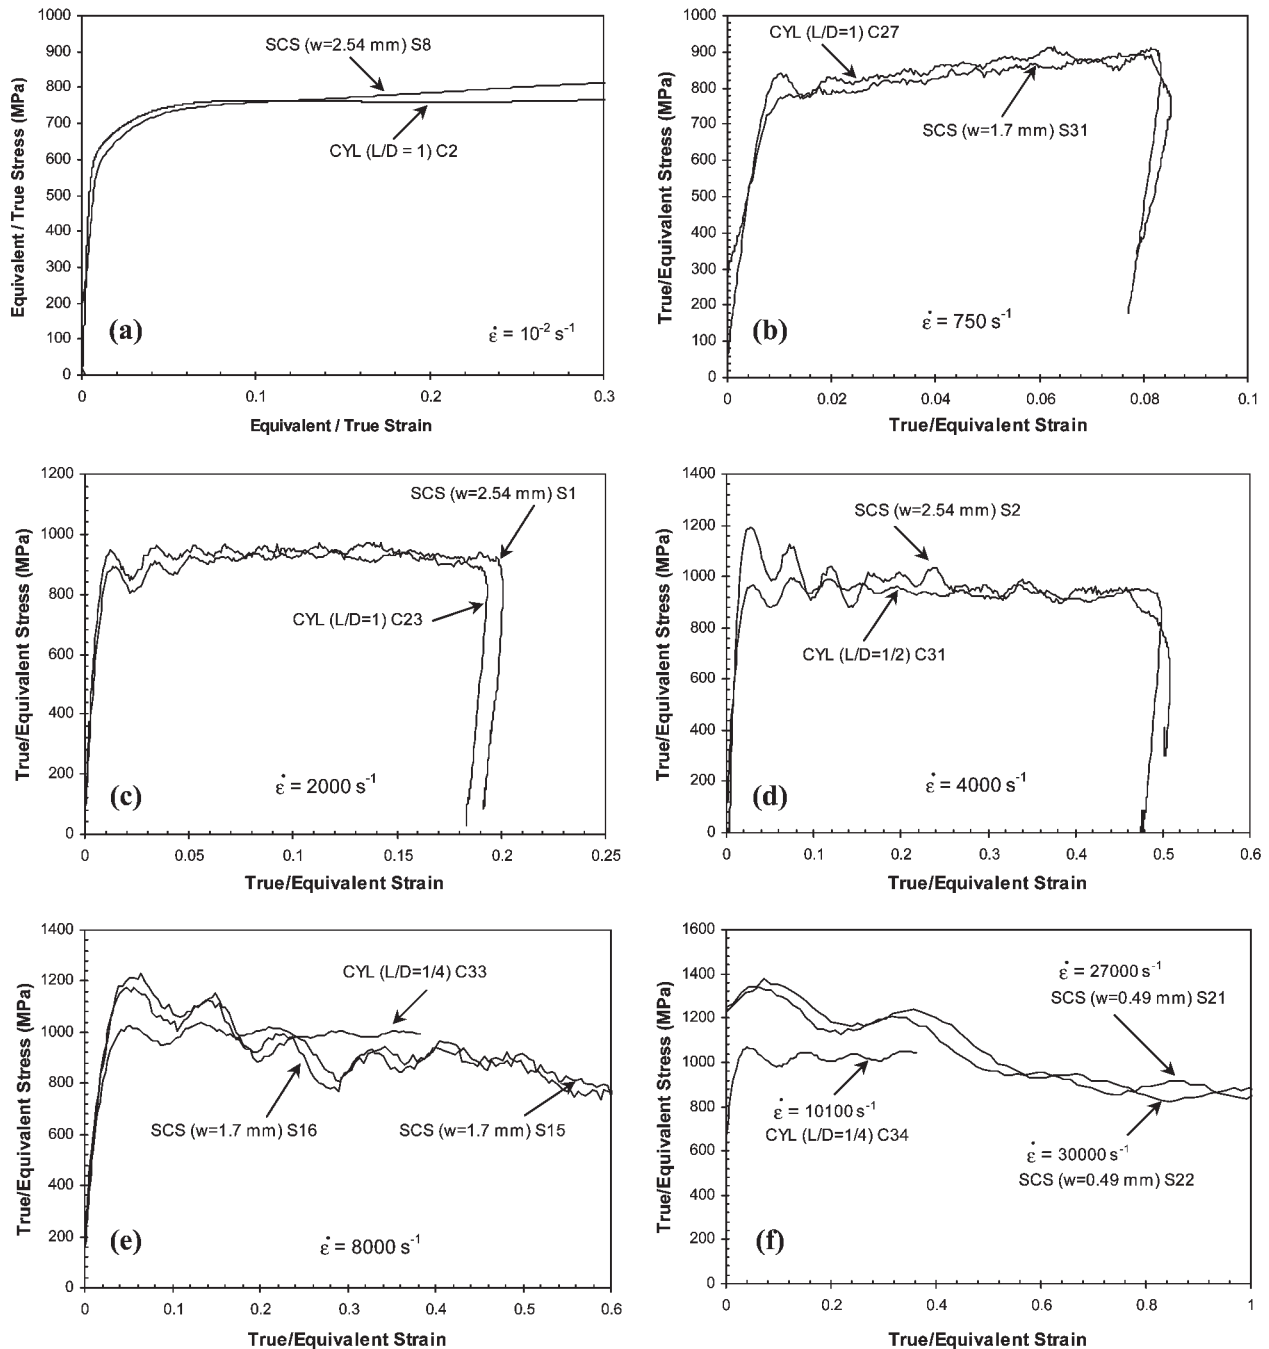 1000
900
800
700
600
500
400
300
200
100
0
Equivalent / True Stress (MPa)
SCS (w=2.54 mm) S8
CYL (L/D = 1) C2
(a)
ε̇ = 10⁻² s⁻¹
0 0.1 0.2 0.3
Equivalent / True Strain
1000
900
800
700
600
500
400
300
200
100
0
True/Equivalent Stress (MPa)
CYL (L/D=1) C27
SCS (w=1.7 mm) S31
(b)
ε̇ = 750 s⁻¹
0 0.02 0.04 0.06 0.08 0.1
True/Equivalent Strain
1200
1000
800
600
400
200
0
True/Equivalent Stress (MPa)
SCS (w=2.54 mm) S1
CYL (L/D=1) C23
(c)
ε̇ = 2000 s⁻¹
0 0.05 0.1 0.15 0.2 0.25
True/Equivalent Strain
1400
1200
1000
800
600
400
200
0
True/Equivalent Stress (MPa)
SCS (w=2.54 mm) S2
CYL (L/D=1/2) C31
(d)
ε̇ = 4000 s⁻¹
0 0.1 0.2 0.3 0.4 0.5 0.6
True/Equivalent Strain
1400
1200
1000
800
600
400
200
0
True/Equivalent Stress (MPa)
CYL (L/D=1/4) C33
SCS (w=1.7 mm) S16
SCS (w=1.7 mm) S15
(e)
ε̇ = 8000 s⁻¹
0 0.1 0.2 0.3 0.4 0.5 0.6
True/Equivalent Strain
1600
1400
1200
1000
800
600
400
200
0
True/Equivalent Stress (MPa)
ε̇ = 27000 s⁻¹
SCS (w=0.49 mm) S21
ε̇ = 10100 s⁻¹
CYL (L/D=1/4) C34
ε̇ = 30000 s⁻¹
SCS (w=0.49 mm) S22
(f)
0 0.2 0.4 0.6 0.8 1
True/Equivalent Strain